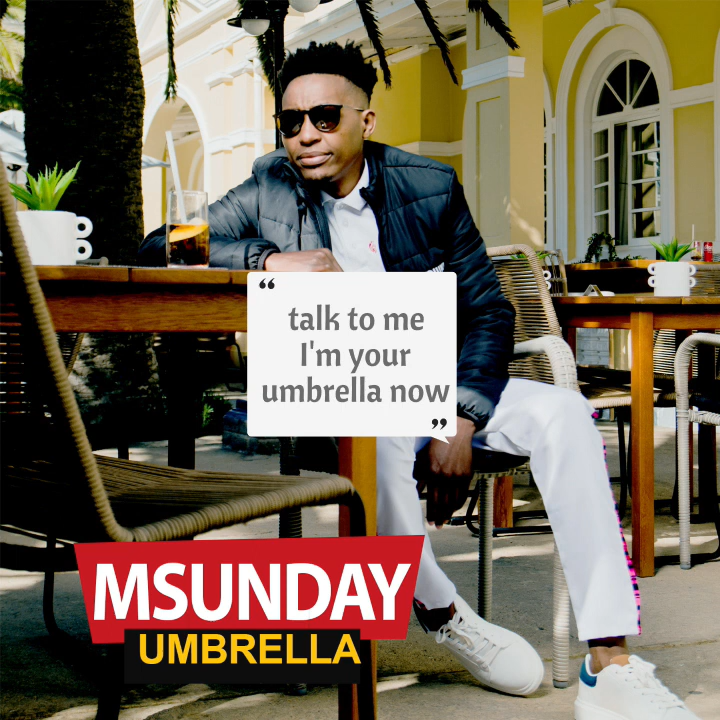 ❝
talk to me
I'm your
umbrella now
❞
MSUNDAY
UMBRELLA